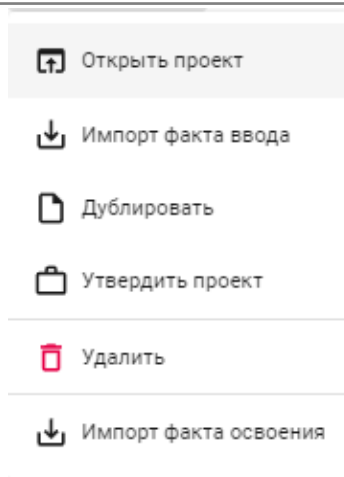 Открыть проект
Импорт факта ввода
Дублировать
Утвердить проект
Удалить
Импорт факта освоения